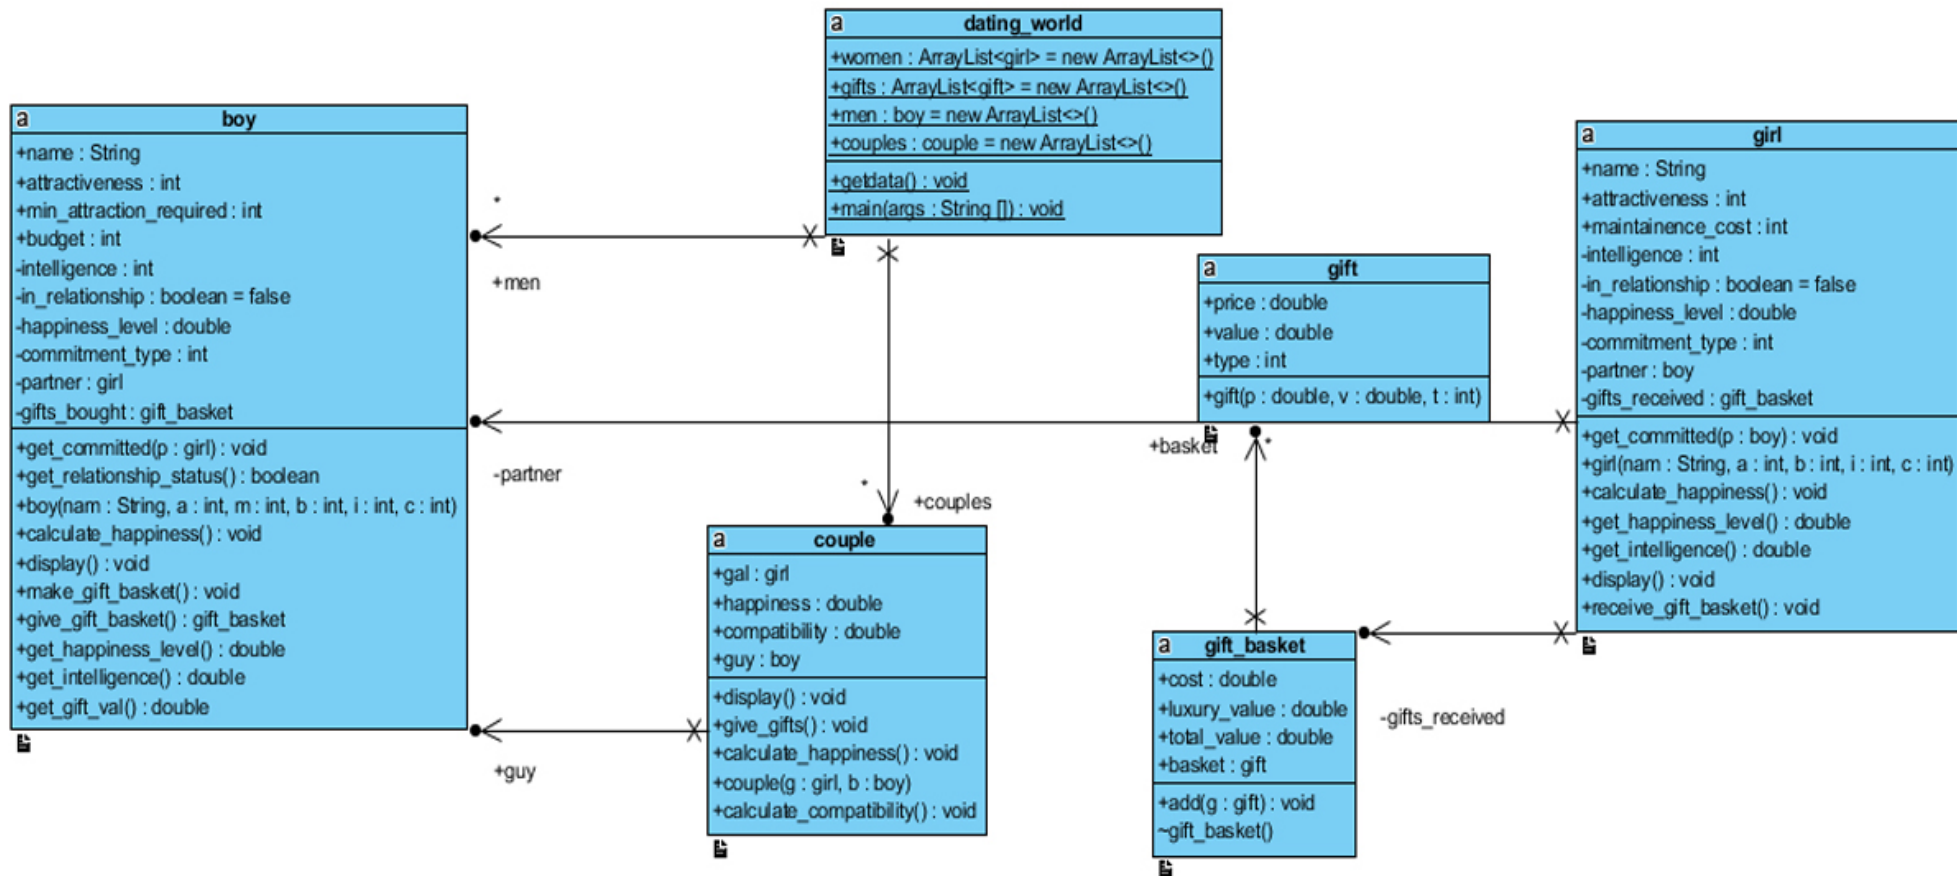 a dating_world
+women : ArrayList<girl> = new ArrayList<>()
+gifts : ArrayList<gift> = new ArrayList<>()
+men : boy = new ArrayList<>()
+couples : couple = new ArrayList<>()
+getdata() : void
+main(args : String []) : void
a boy
+name : String
+attractiveness : int
+min_attraction_required : int
+budget : int
-intelligence : int
-in_relationship : boolean = false
-happiness_level : double
-commitment_type : int
-partner : girl
-gifts_bought : gift_basket
+get_committed(p : girl) : void
+get_relationship_status() : boolean
+boy(nam : String, a : int, m : int, b : int, i : int, c : int)
+calculate_happiness() : void
+display() : void
+make_gift_basket() : void
+give_gift_basket() : gift_basket
+get_happiness_level() : double
+get_intelligence() : double
+get_gift_val() : double
*
+men
-partner
+guy
*
+couples
a couple
+gal : girl
+happiness : double
+compatibility : double
+guy : boy
+display() : void
+give_gifts() : void
+calculate_happiness() : void
+couple(g : girl, b : boy)
+calculate_compatibility() : void
a gift
+price : double
+value : double
+type : int
+gift(p : double, v : double, t : int)
+basket
*
a gift_basket
+cost : double
+luxury_value : double
+total_value : double
+basket : gift
+add(g : gift) : void
~gift_basket()
-gifts_received
a girl
+name : String
+attractiveness : int
+maintainence_cost : int
-intelligence : int
-in_relationship : boolean = false
-happiness_level : double
-commitment_type : int
-partner : boy
-gifts_received : gift_basket
+get_committed(p : boy) : void
+girl(nam : String, a : int, b : int, i : int, c : int)
+calculate_happiness() : void
+get_happiness_level() : double
+get_intelligence() : double
+display() : void
+receive_gift_basket() : void